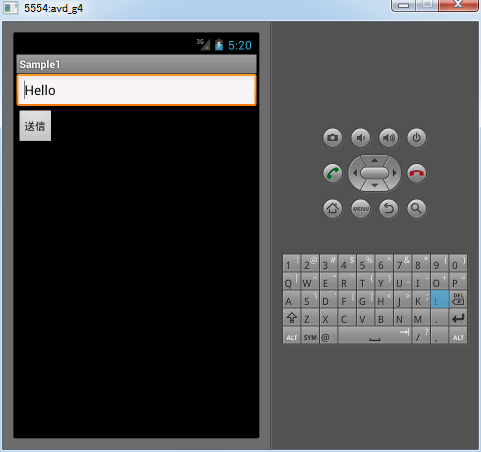 5554:avd_g4
3G 5:20
Sample1
Hello
送信
MENU
1 ! 2 @ 3 # 4 $ 5 % 6 ^ 7 & 8 * 9 ( 0 )
Q | W ~ E " R ` T { Y } U _ I - O + P =
A S \ D ' F [ G ] H < J > K ; L : DEL
Z X C V B N M .
ALT SYM @ / ? , ALT